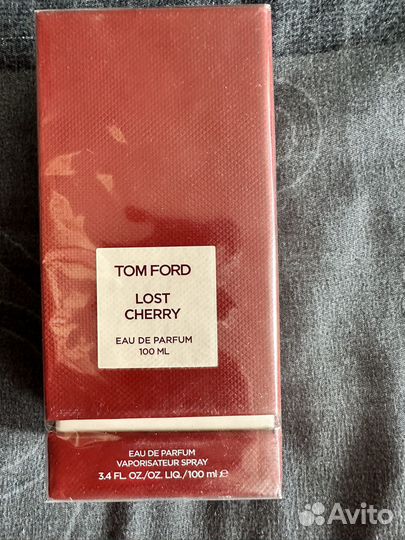 TOM FORD
LOST
CHERRY
EAU DE PARFUM
100 ML
EAU DE PARFUM
VAPORISATEUR SPRAY
3.4 FL. OZ./OZ. LIQ./100 ml ℮
Avito